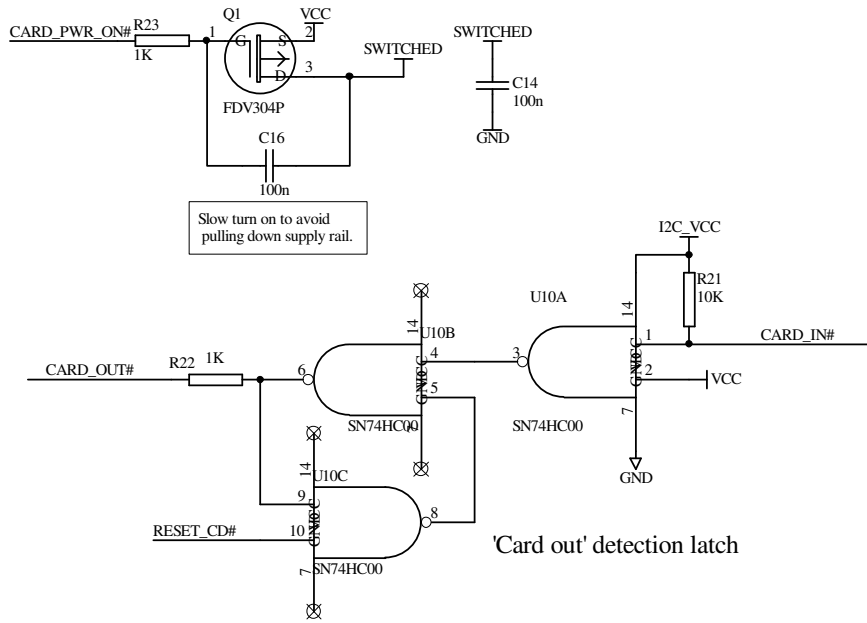 Q1
VCC
CARD_PWR_ON#
R23
1
2
G
S
SWITCHED
SWITCHED
1K
3
D
C14
100n
FDV304P
C16
GND
100n
Slow turn on to avoid
pulling down supply rail.
I2C_VCC
R21
U10A
10K
14
14
U10B
1
CARD_IN#
R22
1K
4
3
CARD_OUT#
6
5
2
VCC
7
7
SN74HC00
SN74HC00
14
U10C
GND
9
8
RESET_CD#
10
'Card out' detection latch
7
SN74HC00